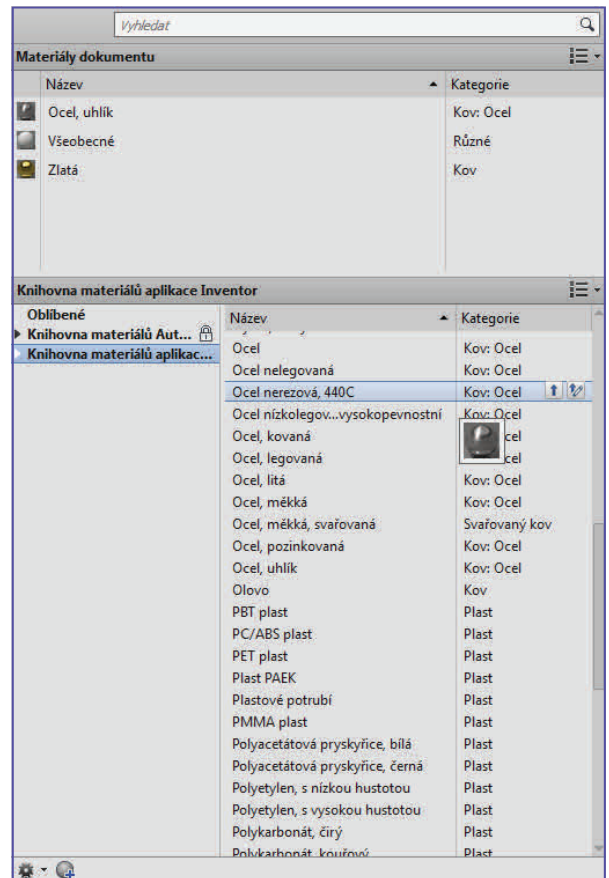 Vyhledat
Materiály dokumentu
Název Kategorie
Ocel, uhlík Kov: Ocel
Všeobecné Různé
Zlatá Kov
Knihovna materiálů aplikace Inventor
Oblíbené
Knihovna materiálů Aut...
Knihovna materiálů aplikac...
Název Kategorie
Ocel Kov: Ocel
Ocel nelegovaná Kov: Ocel
Ocel nerezová, 440C Kov: Ocel
Ocel nízkolegov...vysokopevnostní Kov: Ocel
Ocel, kovaná cel
Ocel, legovaná cel
Ocel, litá Kov: Ocel
Ocel, měkká Kov: Ocel
Ocel, měkká, svařovaná Svařovaný kov
Ocel, pozinkovaná Kov: Ocel
Ocel, uhlík Kov: Ocel
Olovo Kov
PBT plast Plast
PC/ABS plast Plast
PET plast Plast
Plast PAEK Plast
Plastové potrubí Plast
PMMA plast Plast
Polyacetátová pryskyřice, bílá Plast
Polyacetátová pryskyřice, černá Plast
Polyetylen, s nízkou hustotou Plast
Polyetylen, s vysokou hustotou Plast
Polykarbonát, čirý Plast
Polykarbonát, kouřový Plast